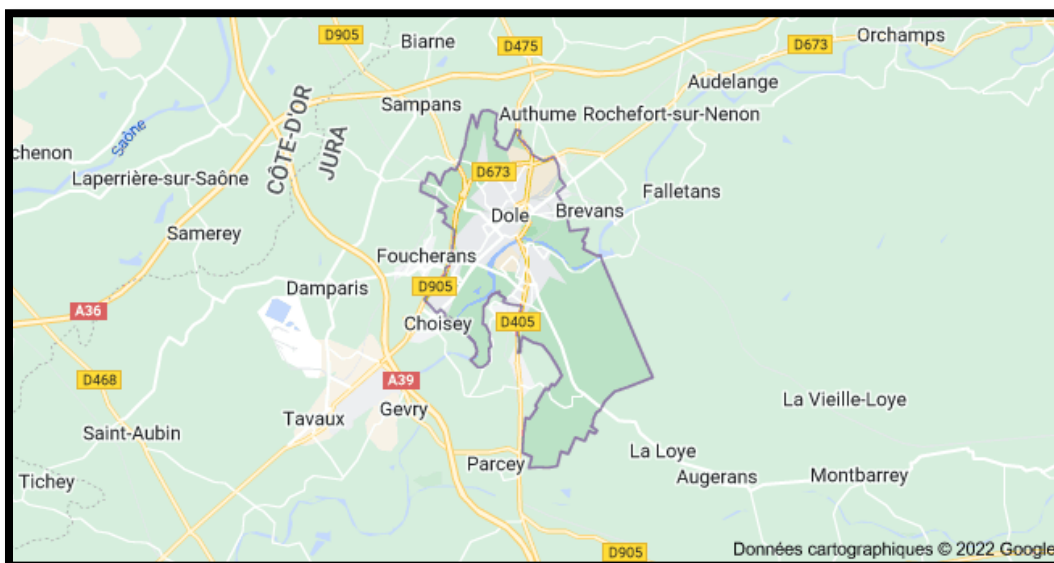 D905
Biarne
D475
D673
Orchamps
Audelange
Sampans
Authume Rochefort-sur-Nenon
Saône
CÔTE-D'OR
JURA
chenon
Laperrière-sur-Saône
D673
Falletans
Dole
Brevans
Samerey
Foucherans
Damparis
D905
A36
Choisey
D405
D468
A39
Tavaux
Gevry
La Vieille-Loye
Saint-Aubin
La Loye
Parcey
Augerans
Montbarrey
Tichey
D905
Données cartographiques © 2022 Google